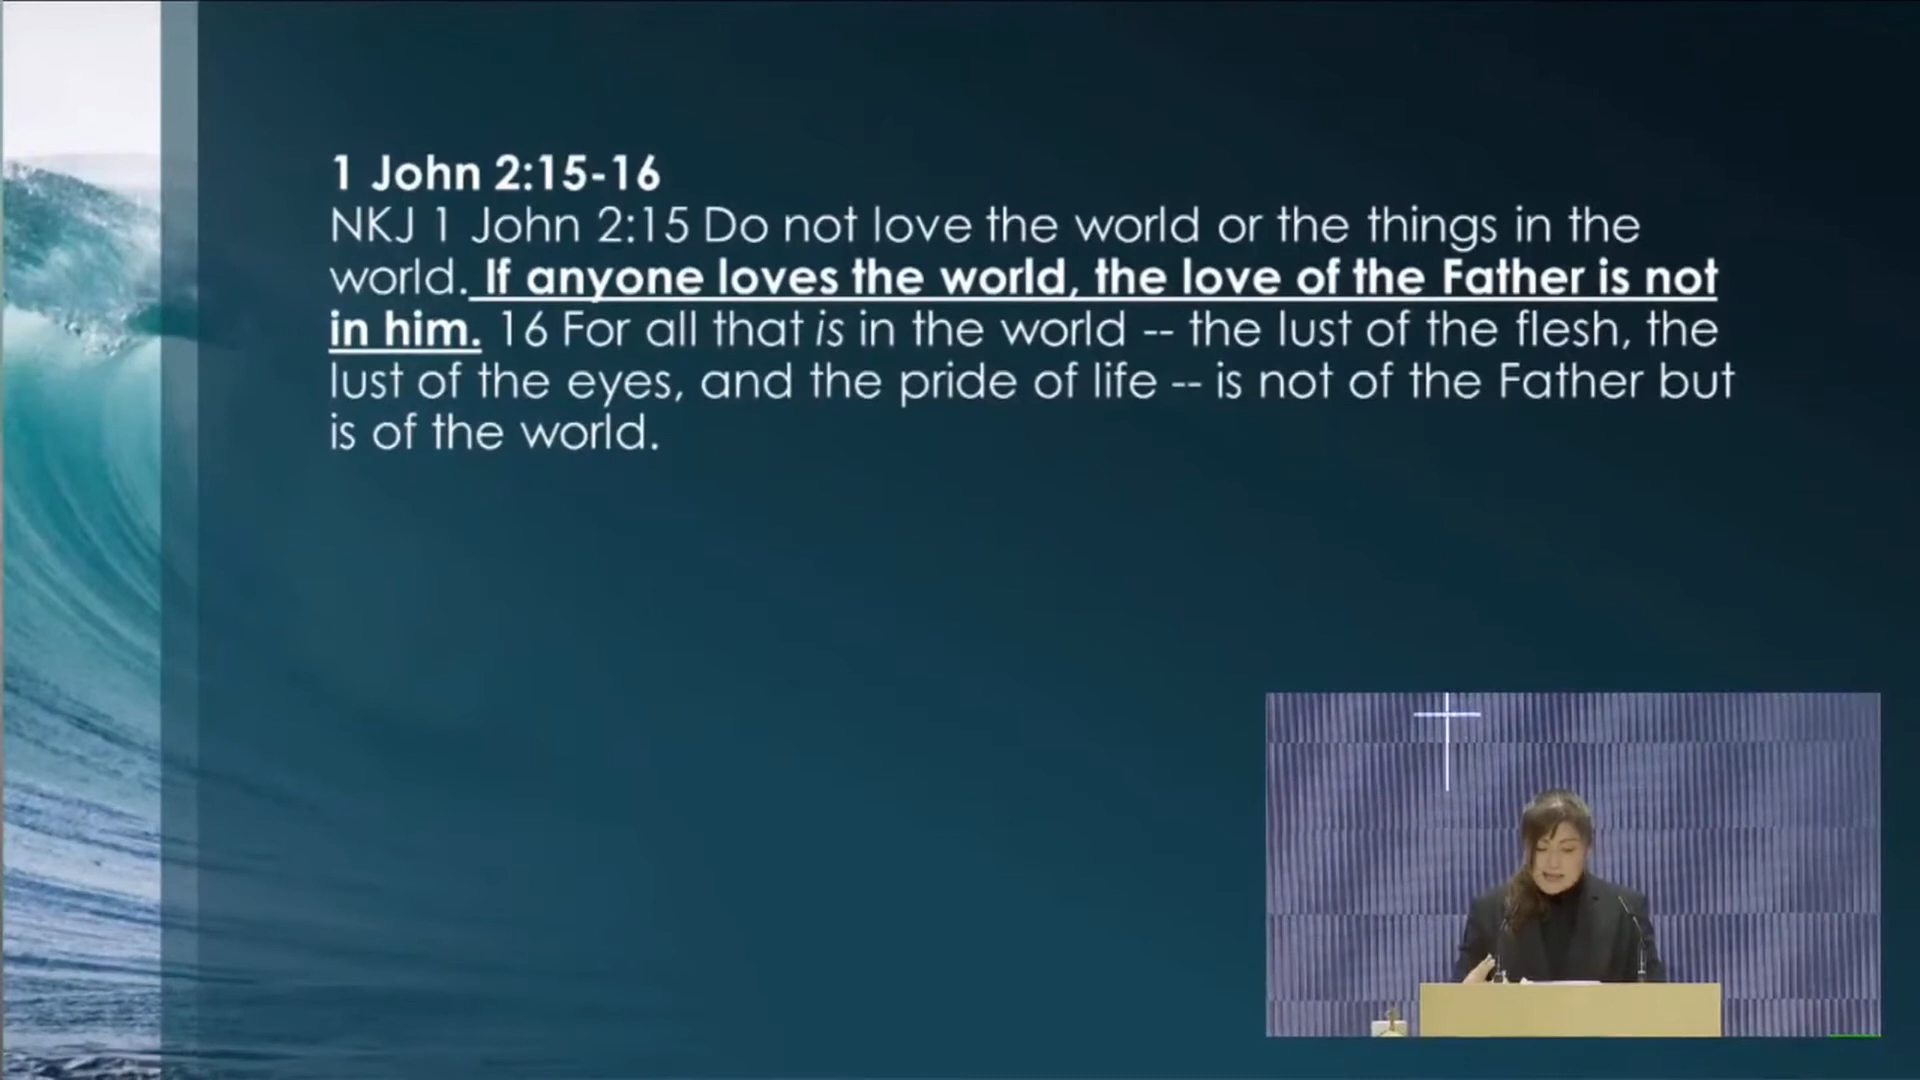 1 John 2:15-16
NKJ 1 John 2:15 Do not love the world or the things in the
world. If anyone loves the world, the love of the Father is not
in him. 16 For all that is in the world -- the lust of the flesh, the
lust of the eyes, and the pride of life -- is not of the Father but
is of the world.